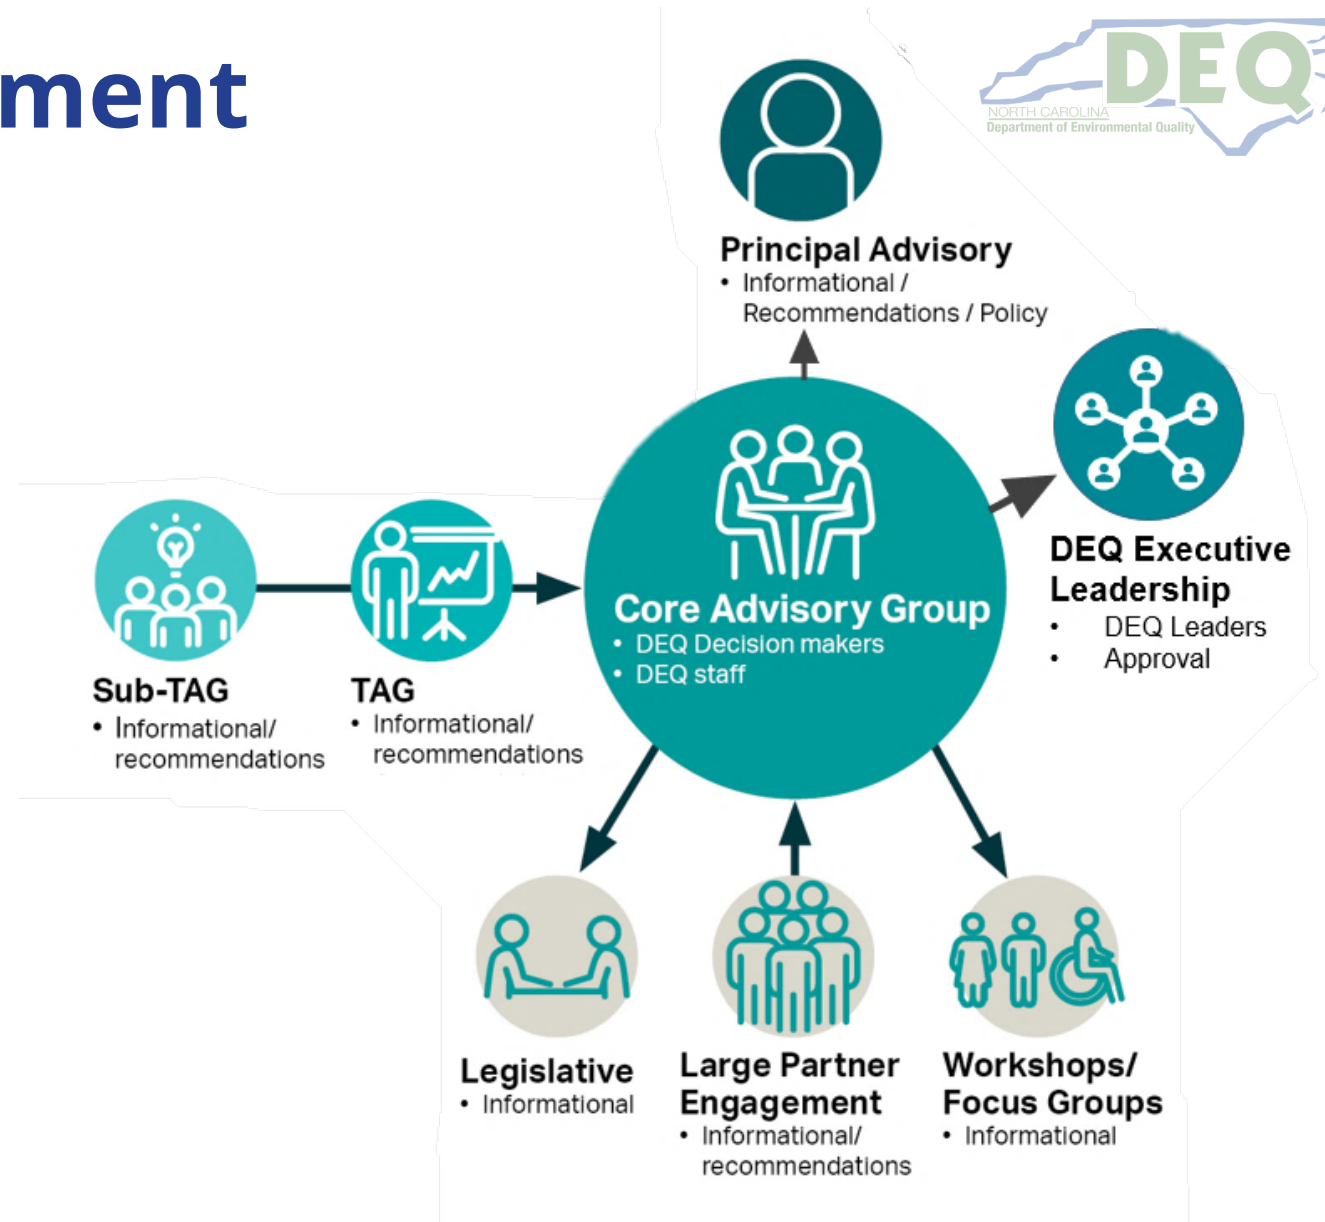 ment
DEQ
NORTH CAROLINA
Department of Environmental Quality
Principal Advisory
• Informational /
Recommendations / Policy
DEQ Executive
Leadership
• DEQ Leaders
• Approval
Core Advisory Group
• DEQ Decision makers
• DEQ staff
Sub-TAG
• Informational/
recommendations
TAG
• Informational/
recommendations
Legislative
• Informational
Large Partner
Engagement
• Informational/
recommendations
Workshops/
Focus Groups
• Informational